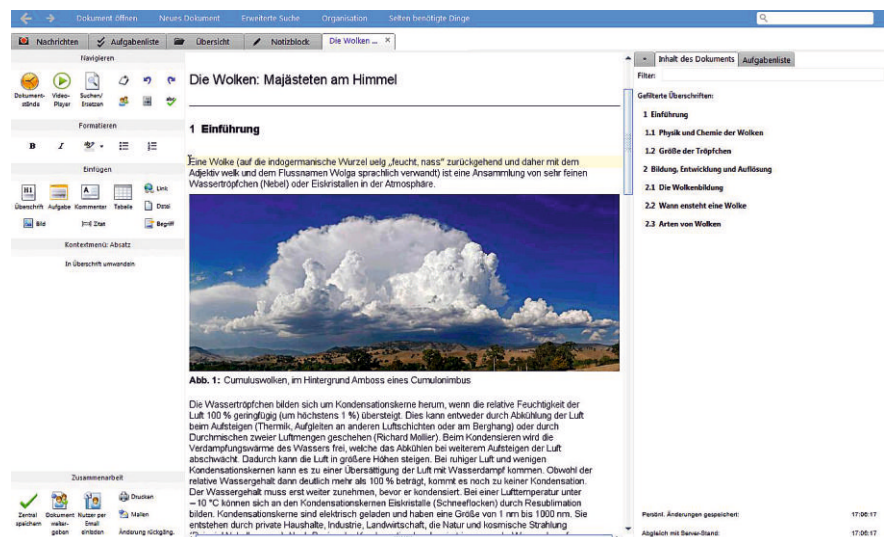 Dokument öffnen Neues Dokument Erweiterte Suche Organisation Selten benötigte Dinge
Nachrichten Aufgabenliste Übersicht Notizblock Die Wolken ... ×
Navigieren
Dokument-stände Video-Player Suchen/Ersetzen
Formatieren
B I
Einfügen
H1 A
Überschrift Aufgabe Kommentar Tabelle Link Datei
Bild Zitat Begriff
Kontextmenü: Absatz
In Überschrift umwandeln
Zusammenarbeit
Zentral speichern Dokument weiter-geben Nutzer per Email einladen Drucken Mailen Änderung rückgäng.
Die Wolken: Majästeten am Himmel
1 Einführung
Eine Wolke (auf die indogermanische Wurzel uelg „feucht, nass“ zurückgehend und daher mit dem
Adjektiv welk und dem Flussnamen Wolga sprachlich verwandt) ist eine Ansammlung von sehr feinen
Wassertröpfchen (Nebel) oder Eiskristallen in der Atmosphäre.
Abb. 1: Cumuluswolken, im Hintergrund Amboss eines Cumulonimbus
Die Wassertröpfchen bilden sich um Kondensationskerne herum, wenn die relative Feuchtigkeit der
Luft 100 % geringfügig (um höchstens 1 %) übersteigt. Dies kann entweder durch Abkühlung der Luft
beim Aufsteigen (Thermik, Aufgleiten an anderen Luftschichten oder am Berghang) oder durch
Durchmischen zweier Luftmengen geschehen (Richard Mollier). Beim Kondensieren wird die
Verdampfungswärme des Wassers frei, welche das Abkühlen bei weiterem Aufsteigen der Luft
abschwächt. Dadurch kann die Luft in größere Höhen steigen. Bei ruhiger Luft und wenigen
Kondensationskernen kann es zu einer Übersättigung der Luft mit Wasserdampf kommen. Obwohl der
relative Wassergehalt dann deutlich mehr als 100 % beträgt, kommt es noch zu keiner Kondensation.
Der Wassergehalt muss erst weiter zunehmen, bevor er kondensiert. Bei einer Lufttemperatur unter
−10 °C können sich an den Kondensationskernen Eiskristalle (Schneeflocken) durch Resublimation
bilden. Kondensationskerne sind elektrisch geladen und haben eine Größe von 1 nm bis 1000 nm. Sie
entstehen durch private Haushalte, Industrie, Landwirtschaft, die Natur und kosmische Strahlung
- Inhalt des Dokuments Aufgabenliste
Filter:
Gefilterte Überschriften:
1 Einführung
1.1 Physik und Chemie der Wolken
1.2 Größe der Tröpfchen
2 Bildung, Entwicklung und Auflösung
2.1 Die Wolkenbildung
2.2 Wann ensteht eine Wolke
2.3 Arten von Wolken
Persönl. Änderungen gespeichert: 17:06:17
Abgleich mit Server-Stand: 17:06:17